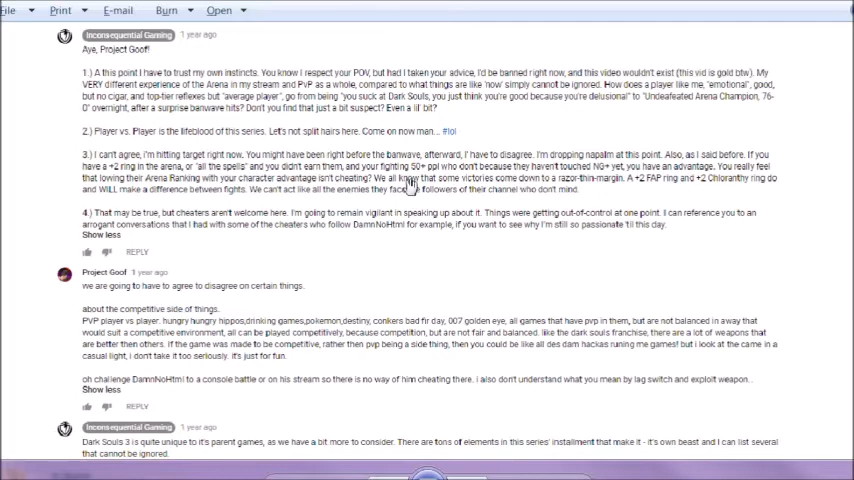 File Print E-mail Burn Open
Inconsequential Gaming 1 year ago
Aye, Project Goof!
1.) A this point I have to trust my own instincts. You know I respect your POV, but had I taken your advice, I'd be banned right now, and this video wouldn't exist (this vid is gold btw). My
VERY different experience of the Arena in my stream and PvP as a whole, compared to what things are like 'now' simply cannot be ignored. How does a player like me, "emotional", good,
but no cigar, and top-tier reflexes but "average player", go from being "you suck at Dark Souls, you just think you're good because you're delusional" to "Undefeated Arena Champion, 76-
0" overnight, after a surprise banwave hits? Don't you find that just a bit suspect? Even a lil' bit?
2.) Player vs. Player is the lifeblood of this series. Let's not split hairs here. Come on now man... #lol
3.) I can't agree, i'm hitting target right now. You might have been right before the banwave, afterward, I' have to disagree. I'm dropping napalm at this point. Also, as I said before. If you
have a +2 ring in the arena, or "all the spells" and you didn't earn them, and your fighting 50+ ppl who don't because they haven't touched NG+ yet, you have an advantage. You really feel
that lowing their Arena Ranking with your character advantage isn't cheating? We all know that some victories come down to a razor-thin-margin. A +2 FAP ring and +2 Chloranthy ring do
and WILL make a difference between fights. We can't act like all the enemies they face are followers of their channel who don't mind.
4.) That may be true, but cheaters aren't welcome here. I'm going to remain vigilant in speaking up about it. Things were getting out-of-control at one point. I can reference you to an
arrogant conversations that I had with some of the cheaters who follow DamnNoHtml for example, if you want to see why I'm still so passionate 'til this day.
Show less
REPLY
Project Goof 1 year ago
we are going to have to agree to disagree on certain things.
about the competitive side of things.
PVP player vs player. hungry hungry hippos,drinking games,pokemon,destiny, conkers bad fir day, 007 golden eye, all games that have pvp in them, but are not balanced in away that
would suit a competitive environment, all can be played competitively, because competition, but are not fair and balanced. like the dark souls franchise, there are a lot of weapons that
are better then others. if the game was made to be competitive, rather then pvp being a side thing, then you could be like all des dam hackas runing me games! but i look at the came in a
casual light, i don't take it too seriously. it's just for fun.
oh challenge DamnNoHtml to a console battle or on his stream so there is no way of him cheating there. i also don't understand what you mean by lag switch and exploit weapon..
Show less
REPLY
Inconsequential Gaming 1 year ago
Dark Souls 3 is quite unique to it's parent games, as we have a bit more to consider. There are tons of elements in this series' installment that make it - it's own beast and I can list several
that cannot be ignored.